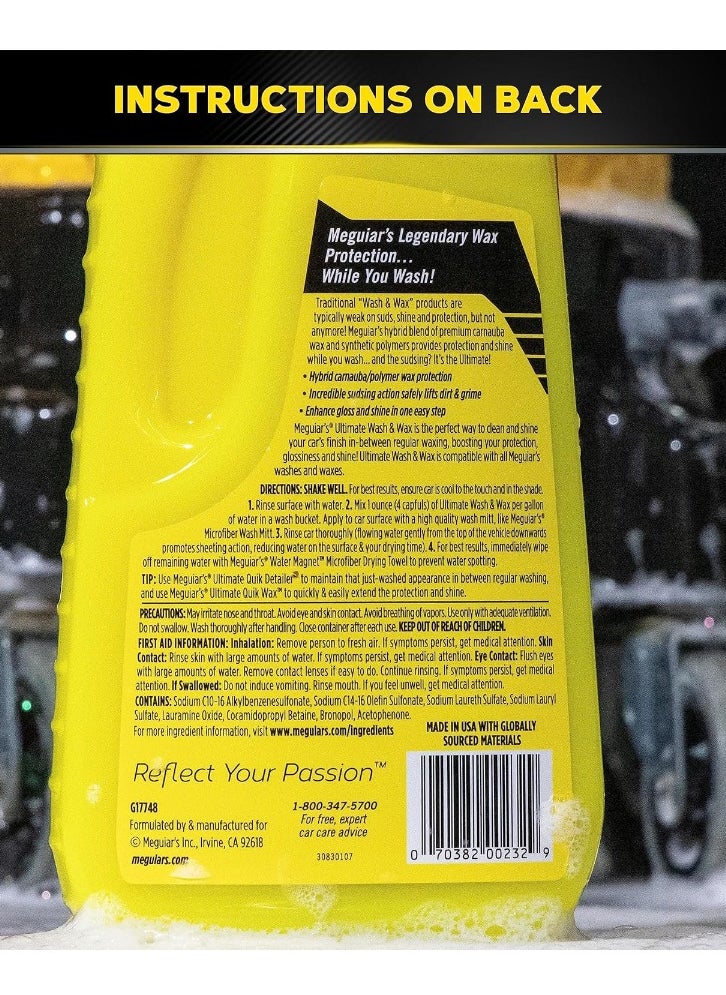 INSTRUCTIONS ON BACK
Meguiar's Legendary Wax
Protection...
While You Wash!
Traditional "Wash & Wax" products are
typically weak on suds, shine and protection, but not
anymore! Meguiar's hybrid blend of premium carnauba
wax and synthetic polymers provides protection and shine
while you wash... and the sudsing? It's the Ultimate!
• Hybrid carnauba/polymer wax protection
• Incredible sudsing action safely lifts dirt & grime
• Enhance gloss and shine in one easy step
Meguiar's® Ultimate Wash & Wax is the perfect way to clean and shine
your car's finish in-between regular waxing, boosting your protection,
glossiness and shine! Ultimate Wash & Wax is compatible with all Meguiar's
washes and waxes.
DIRECTIONS: SHAKE WELL. For best results, ensure car is cool to the touch and in the shade.
1. Rinse surface with water. 2. Mix 1 ounce (4 capfuls) of Ultimate Wash & Wax per gallon
of water in a wash bucket. Apply to car surface with a high quality wash mitt, like Meguiar's®
Microfiber Wash Mitt. 3. Rinse car thoroughly (flowing water gently from the top of the vehicle downwards
promotes sheeting action, reducing water on the surface & your drying time). 4. For best results, immediately wipe
off remaining water with Meguiar's® Water Magnet™ Microfiber Drying Towel to prevent water spotting.
TIP: Use Meguiar's® Ultimate Quik Detailer® to maintain that just-washed appearance in between regular washing,
and use Meguiar's® Ultimate Quik Wax™ to quickly & easily extend the protection and shine.
PRECAUTIONS: May irritate nose and throat. Avoid eye and skin contact. Avoid breathing of vapors. Use only with adequate ventilation.
Do not swallow. Wash thoroughly after handling. Close container after each use. KEEP OUT OF REACH OF CHILDREN.
FIRST AID INFORMATION: Inhalation: Remove person to fresh air. If symptoms persist, get medical attention. Skin
Contact: Rinse skin with large amounts of water. If symptoms persist, get medical attention. Eye Contact: Flush eyes
with large amounts of water. Remove contact lenses if easy to do. Continue rinsing. If symptoms persist, get medical
attention. If Swallowed: Do not induce vomiting. Rinse mouth. If you feel unwell, get medical attention.
CONTAINS: Sodium C10-16 Alkylbenzenesulfonate, Sodium C14-16 Olefin Sulfonate, Sodium Laureth Sulfate, Sodium Lauryl
Sulfate, Lauramine Oxide, Cocamidopropyl Betaine, Bronopol, Acetophenone.
For more ingredient information, visit www.meguiars.com/Ingredients
MADE IN USA WITH GLOBALLY
SOURCED MATERIALS
Reflect Your Passion™
G17748
Formulated by & manufactured for
© Meguiar's Inc., Irvine, CA 92618
meguiars.com
1-800-347-5700
For free, expert
car care advice
30830107
0 70382 00232 9